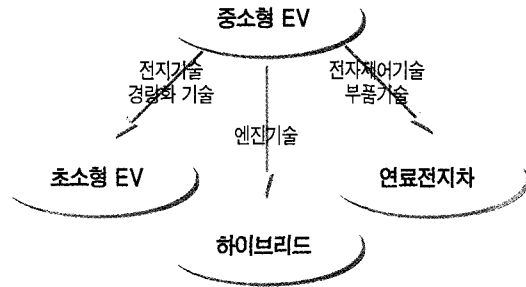 중소형 EV
전지기술
경량화 기술
전자제어기술
부품기술
엔진기술
초소형 EV
연료전지차
하이브리드